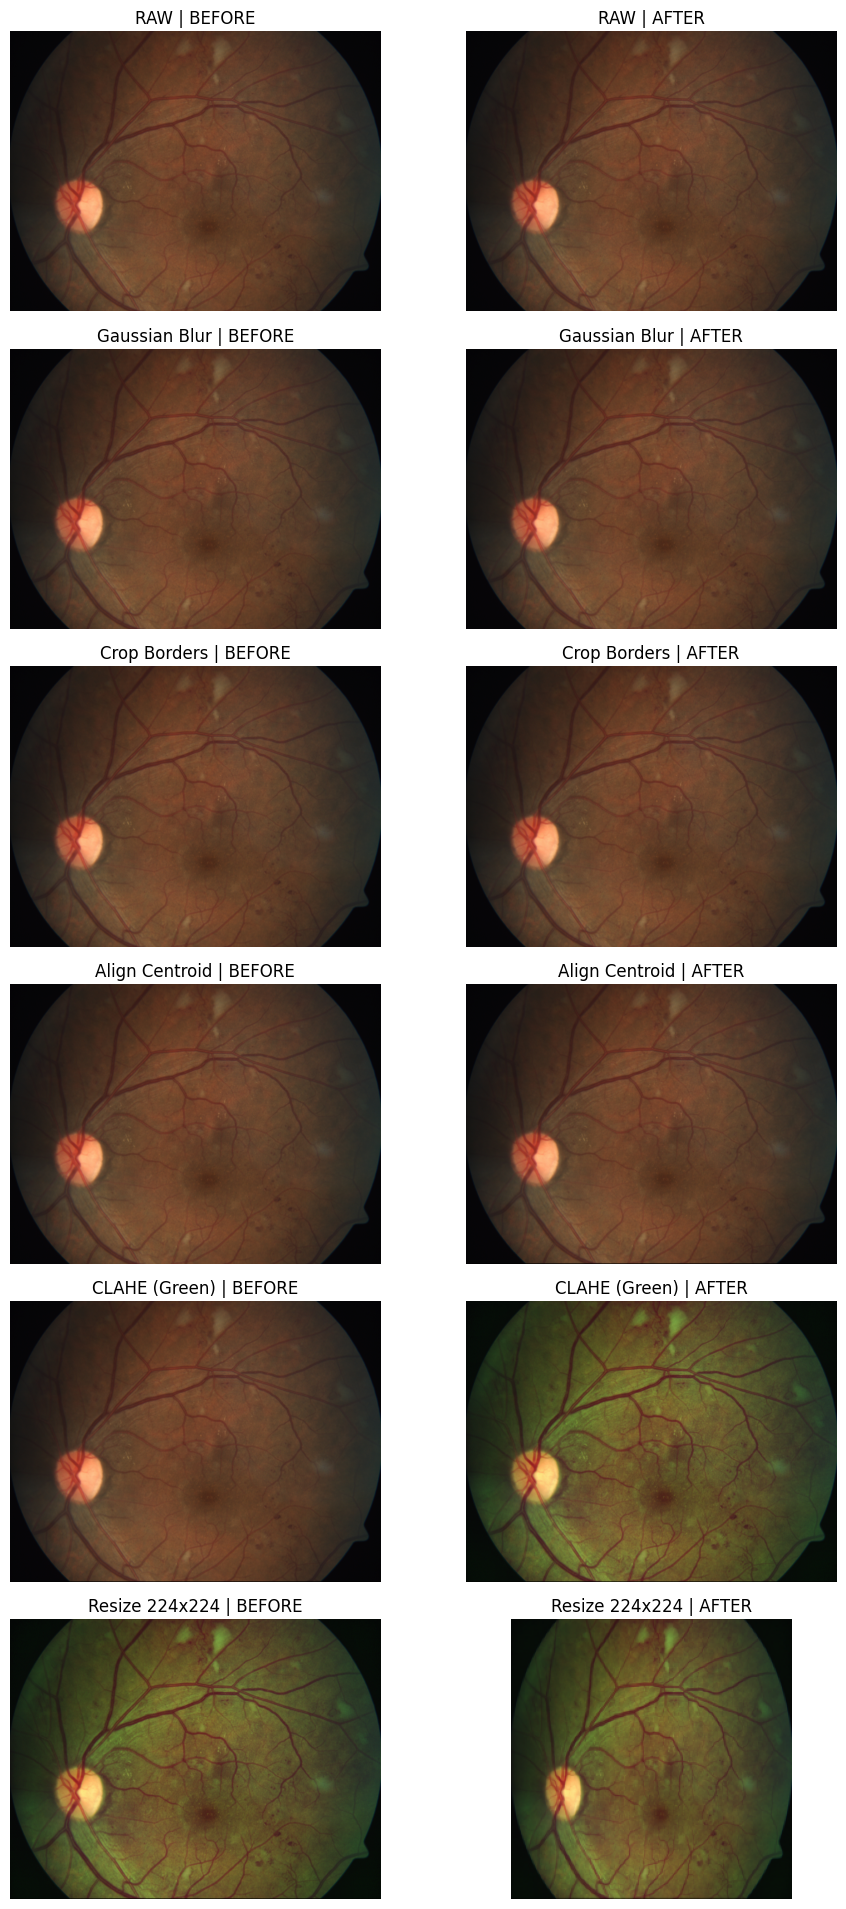 RAW | BEFORE
RAW | AFTER
Gaussian Blur | BEFORE
Gaussian Blur | AFTER
Crop Borders | BEFORE
Crop Borders | AFTER
Align Centroid | BEFORE
Align Centroid | AFTER
CLAHE (Green) | BEFORE
CLAHE (Green) | AFTER
Resize 224x224 | BEFORE
Resize 224x224 | AFTER